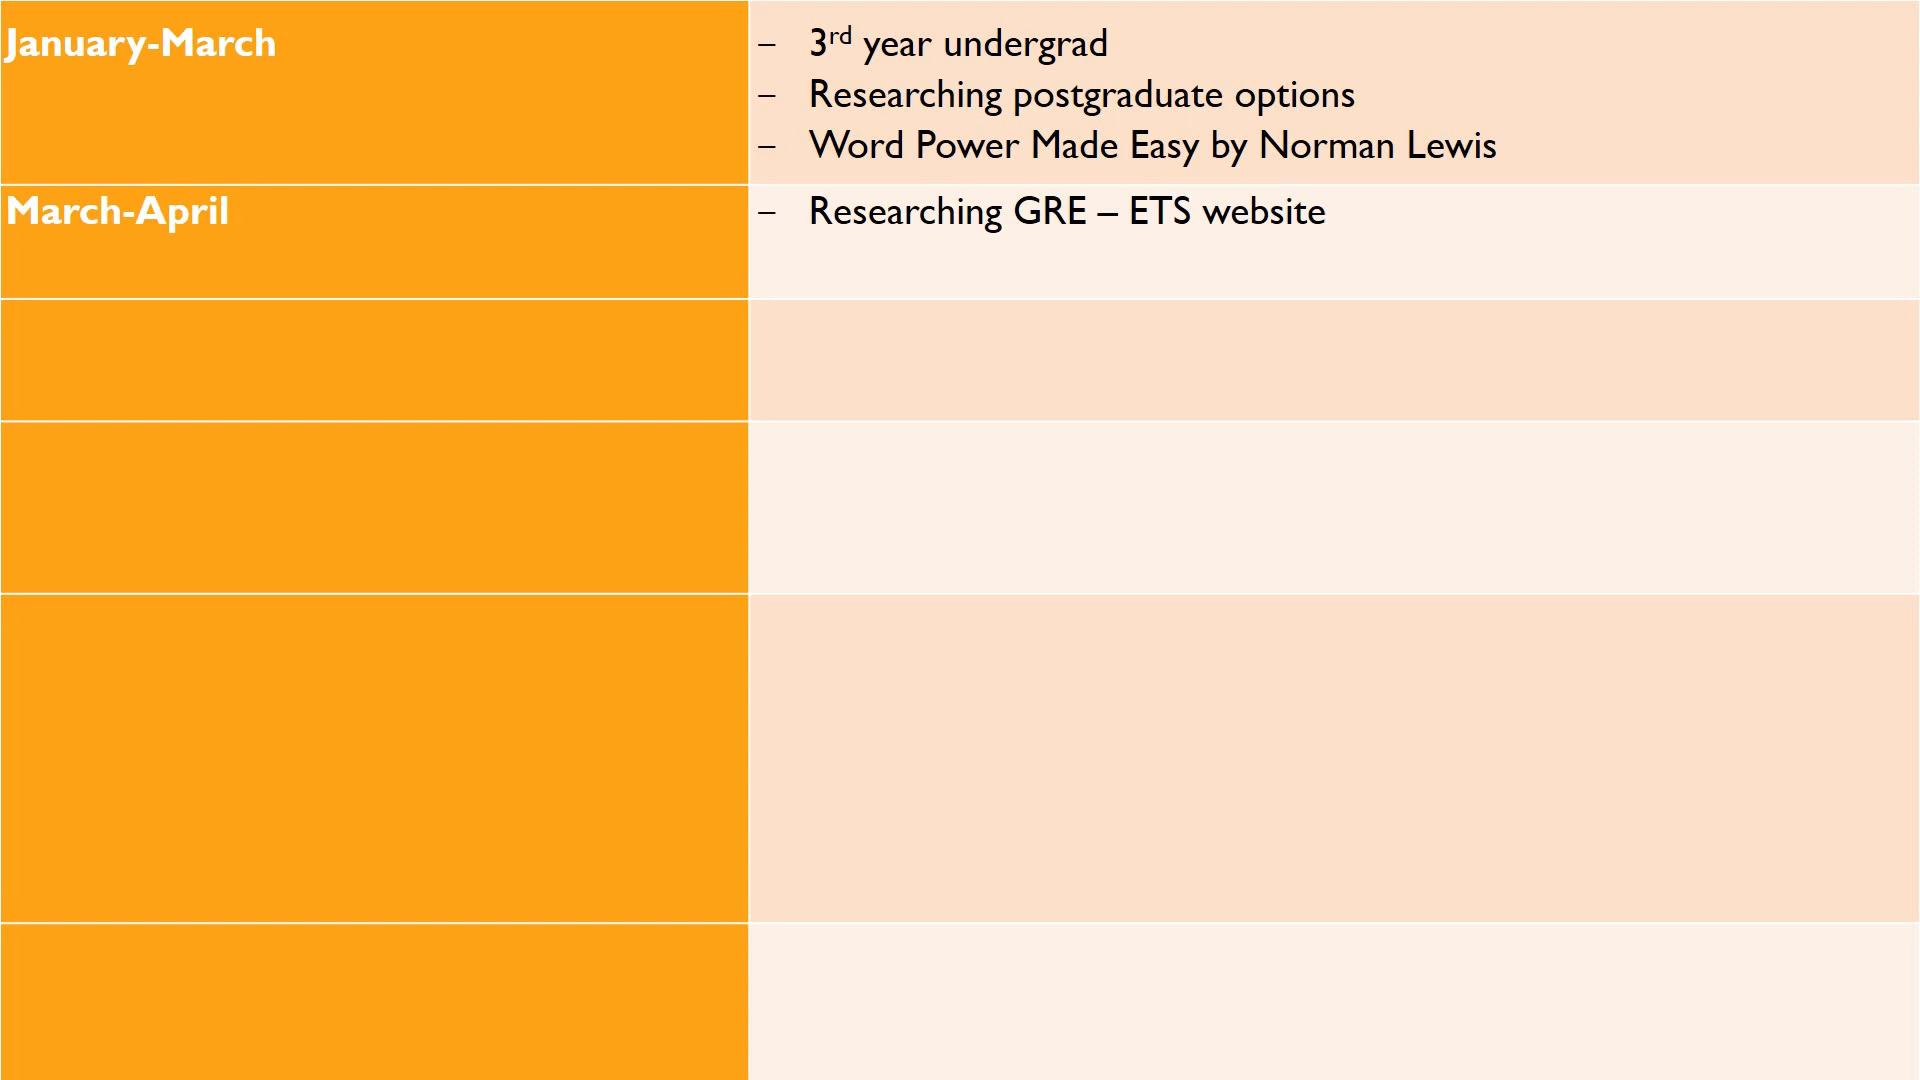 January-March
– 3rd year undergrad
– Researching postgraduate options
– Word Power Made Easy by Norman Lewis
March-April
– Researching GRE – ETS website